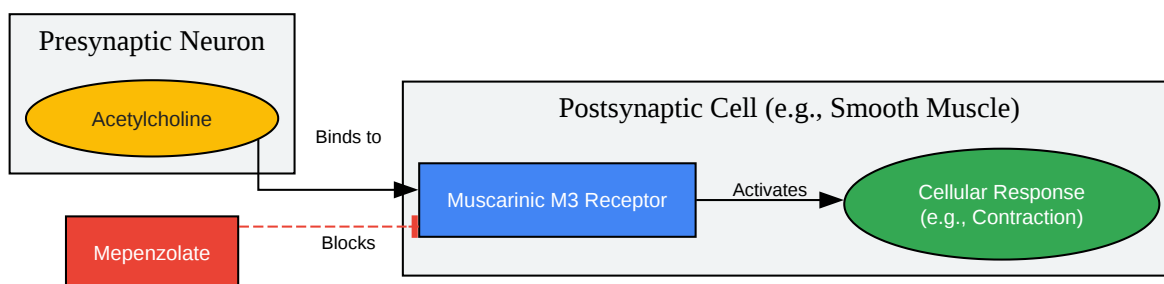 Presynaptic Neuron
Acetylcholine
Binds to
Postsynaptic Cell (e.g., Smooth Muscle)
Muscarinic M3 Receptor
Activates
Cellular Response
(e.g., Contraction)
Mepenzolate
Blocks